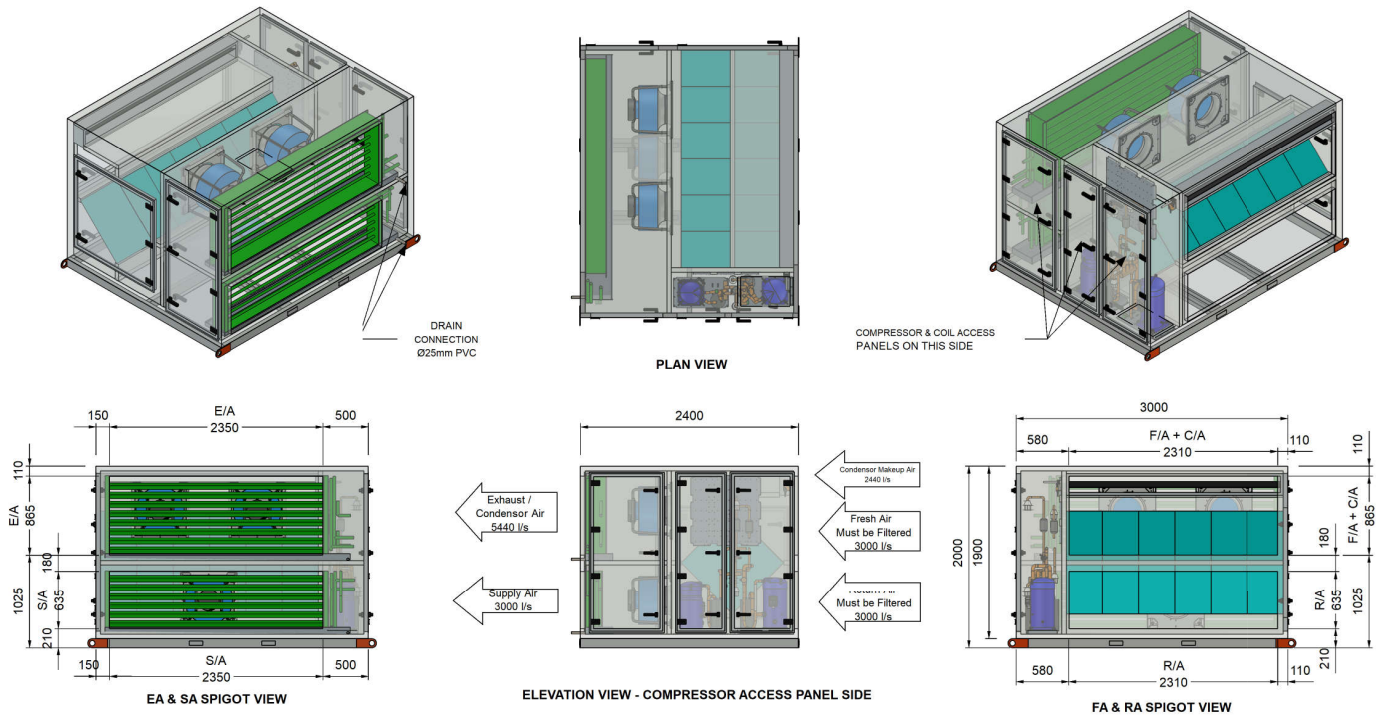 DRAIN
CONNECTION
Ø25mm PVC
PLAN VIEW
COMPRESSOR & COIL ACCESS
PANELS ON THIS SIDE
150
E/A
2350
500
110
E/A
865
180
1025
S/A
635
210
150
S/A
2350
500
EA & SA SPIGOT VIEW
2400
Exhaust /
Condensor Air
5440 l/s
Supply Air
3000 l/s
Condensor Makeup Air
2440 l/s
Fresh Air
Must be Filtered
3000 l/s
Return Air
Must be Filtered
3000 l/s
ELEVATION VIEW - COMPRESSOR ACCESS PANEL SIDE
3000
580
F/A + C/A
2310
110
110
2000
1900
F/A + C/A
865
180
R/A
635
1025
210
580
R/A
2310
110
FA & RA SPIGOT VIEW